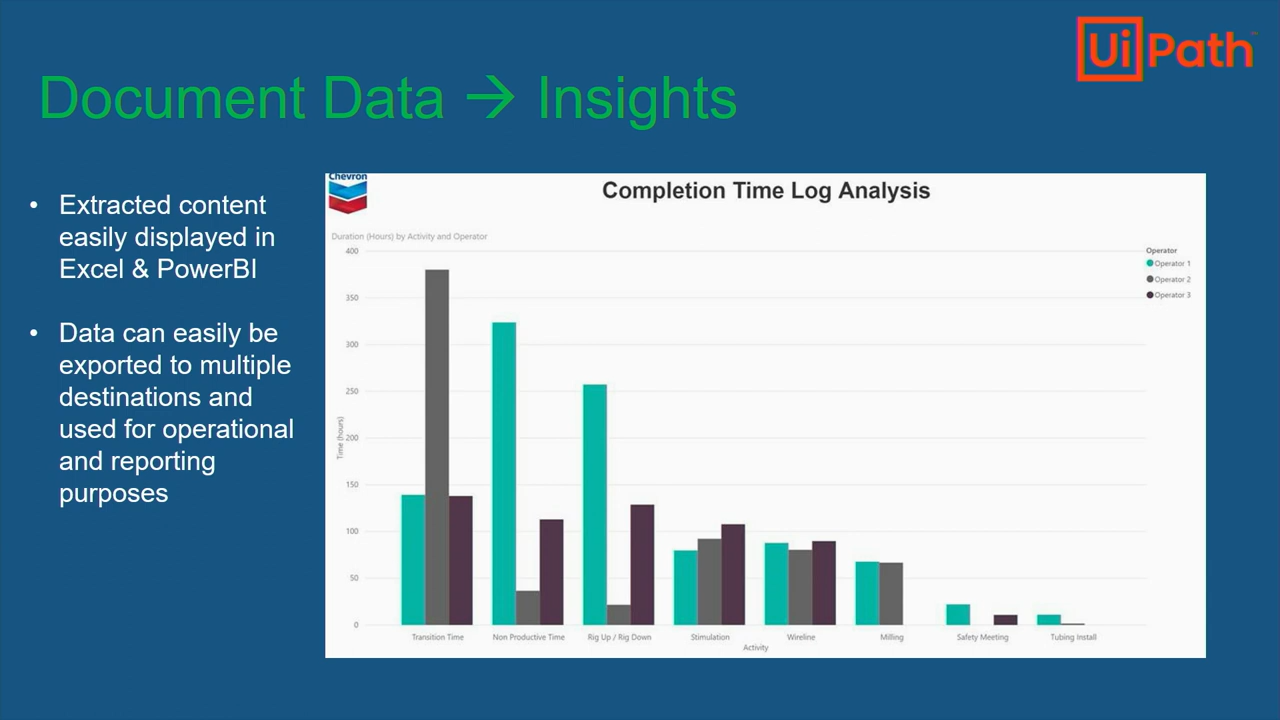 UiPath™
Document Data → Insights
• Extracted content
easily displayed in
Excel & PowerBI
• Data can easily be
exported to multiple
destinations and
used for operational
and reporting
purposes
Chevron
Completion Time Log Analysis
Duration (Hours) by Activity and Operator
Operator
Operator 1
Operator 2
Operator 3
Time (hours)
400
350
300
250
200
150
100
50
0
Transition Time Non Productive Time Rig Up / Rig Down Stimulation Wireline Milling Safety Meeting Tubing Install
Activity